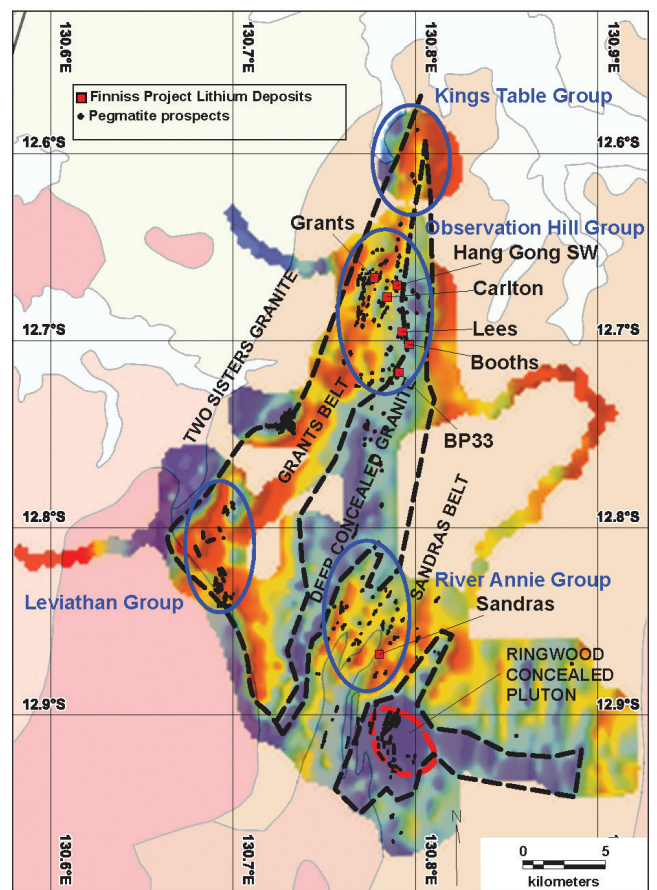 130.6°E
130.7°E
130.8°E
130.9°E
Finniss Project Lithium Deposits
Pegmatite prospects
Kings Table Group
12.6°S
12.6°S
Grants
Observation Hill Group
Hang Gong SW
Carlton
12.7°S
12.7°S
Lees
Booths
TWO SISTERS GRANITE
GRANTS BELT
BP33
DEEP CONCEALED GRANITE
SANDRAS BELT
12.8°S
12.8°S
Leviathan Group
River Annie Group
Sandras
RINGWOOD
CONCEALED
PLUTON
12.9°S
12.9°S
N
130.6°E
130.7°E
130.8°E
0 5
kilometers